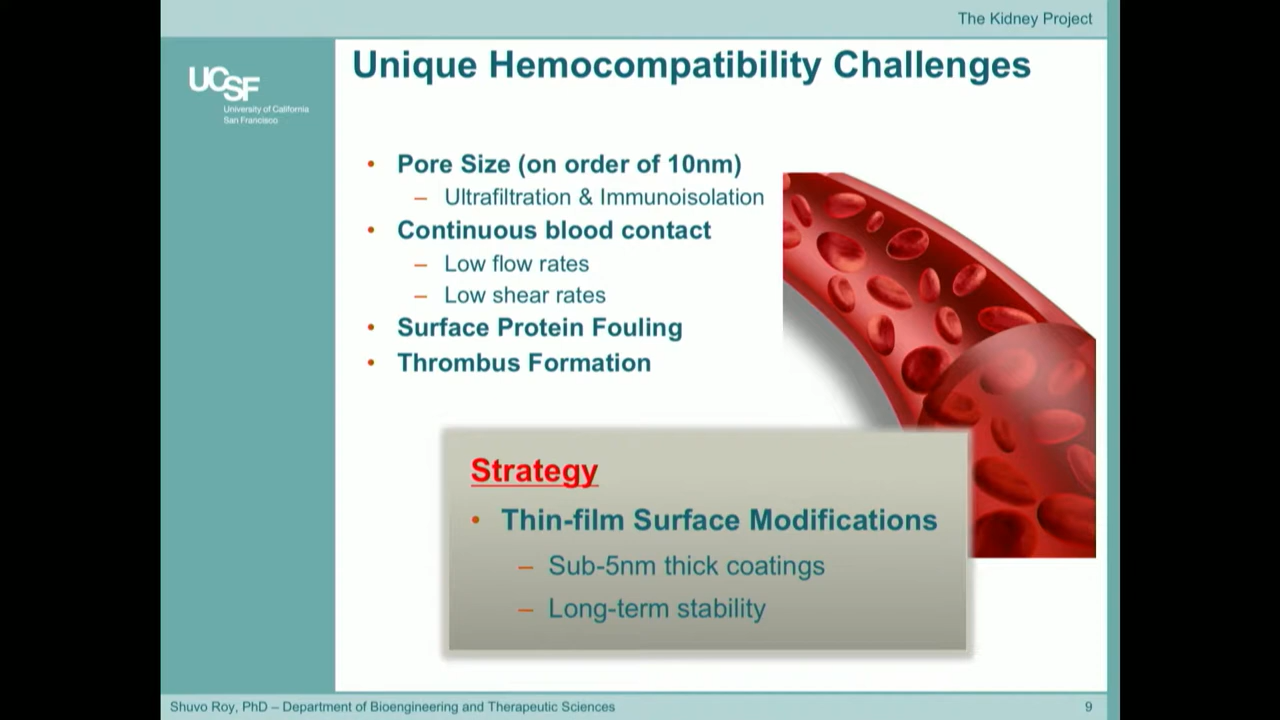 The Kidney Project
UCSF
University of California
San Francisco
Unique Hemocompatibility Challenges
• Pore Size (on order of 10nm)
– Ultrafiltration & Immunoisolation
• Continuous blood contact
– Low flow rates
– Low shear rates
• Surface Protein Fouling
• Thrombus Formation
Strategy
• Thin-film Surface Modifications
– Sub-5nm thick coatings
– Long-term stability
Shuvo Roy, PhD – Department of Bioengineering and Therapeutic Sciences
9